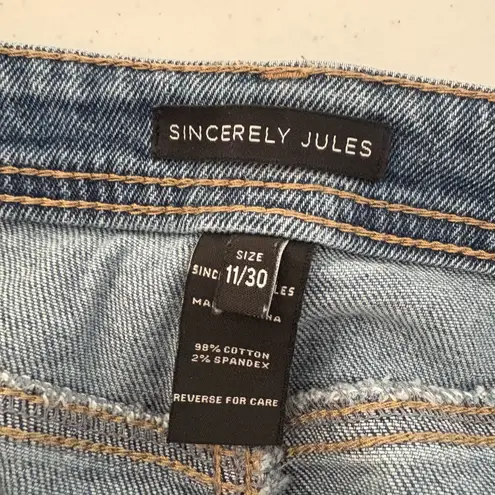 SINCERELY JULES
SIZE
11/30
98% COTTON
2% SPANDEX
REVERSE FOR CARE